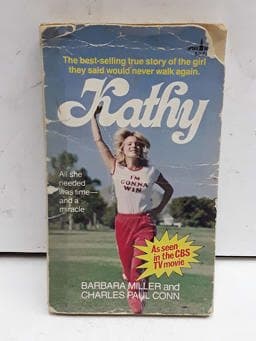 The best-selling true story of the girl
they said would never walk again.
Kathy
All she
needed
was time—
and a
miracle
I'M
GONNA
WIN
As seen
in the CBS
TV movie
BARBARA MILLER and
CHARLES PAUL CONN